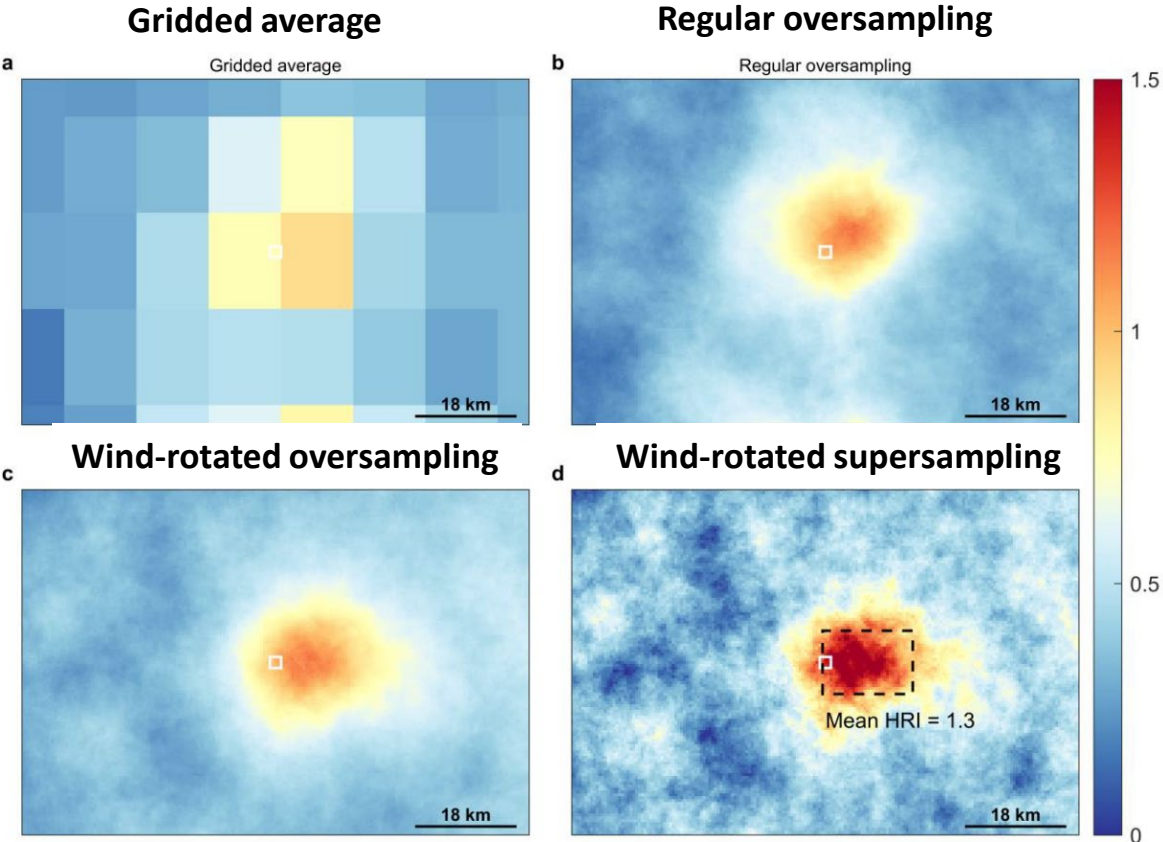 Gridded average
Regular oversampling
a
Gridded average
b
Regular oversampling
1.5
18 km
18 km
1
Wind-rotated oversampling
Wind-rotated supersampling
c
d
0.5
Mean HRI = 1.3
18 km
18 km
0